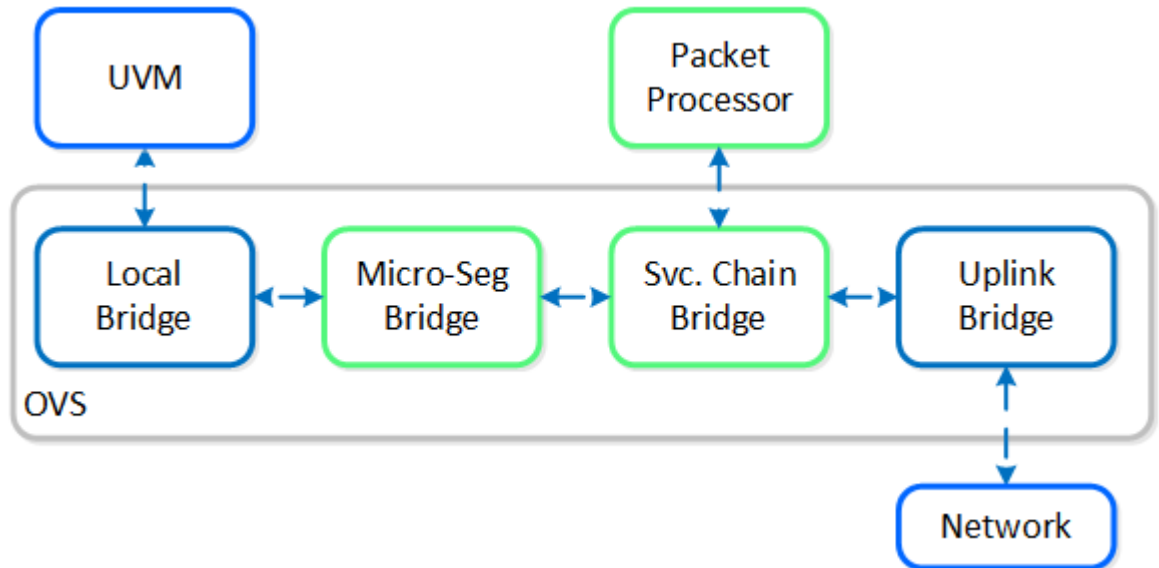 UVM
Packet
Processor
Local
Bridge
Micro-Seg
Bridge
Svc. Chain
Bridge
Uplink
Bridge
OVS
Network